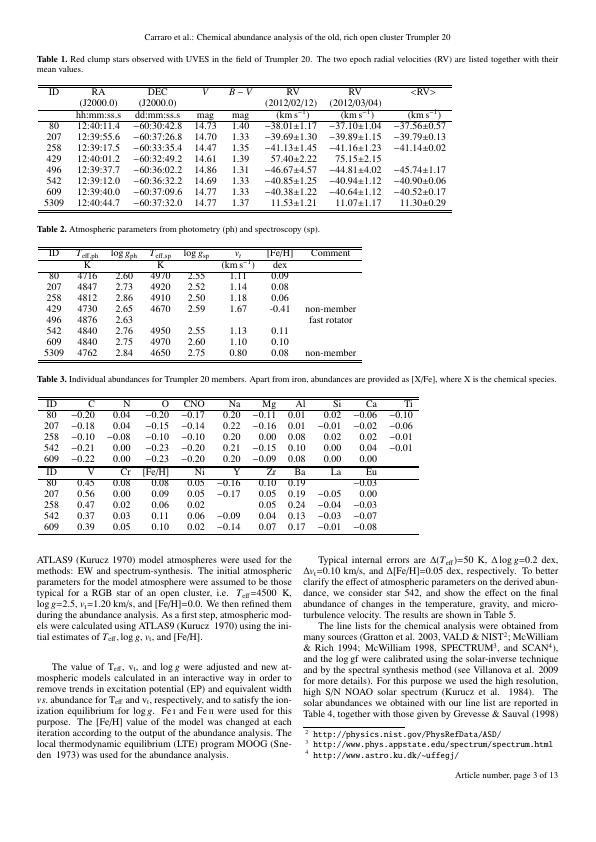 Carraro et al.: Chemical abundance analysis of the old, rich open cluster Trumpler 20
Table 1. Red clump stars observed with UVES in the field of Trumpler 20. The two epoch radial velocities (RV) are listed together with their
mean values.
ID RA DEC V B − V RV RV <RV>
(J2000.0) (J2000.0) (2012/02/12) (2012/03/04)
hh:mm:ss.s dd:mm:ss.s mag mag (km s⁻¹) (km s⁻¹) (km s⁻¹)
80 12:40:11.4 −60:30:42.8 14.73 1.40 −38.01±1.17 −37.10±1.04 −37.56±0.57
207 12:39:55.6 −60:37:26.8 14.70 1.33 −39.69±1.30 −39.89±1.15 −39.79±0.13
258 12:39:17.5 −60:33:35.4 14.47 1.35 −41.13±1.45 −41.16±1.23 −41.14±0.02
429 12:40:01.2 −60:32:49.2 14.61 1.39 57.40±2.22 75.15±2.15
496 12:39:37.7 −60:36:02.2 14.86 1.31 −46.67±4.57 −44.81±4.02 −45.74±1.17
542 12:39:12.0 −60:36:32.2 14.69 1.33 −40.85±1.25 −40.94±1.12 −40.90±0.06
609 12:39:40.0 −60:37:09.6 14.77 1.33 −40.38±1.22 −40.64±1.12 −40.52±0.17
5309 12:40:44.7 −60:37:32.0 14.77 1.37 11.53±1.21 11.07±1.17 11.30±0.29
Table 2. Atmospheric parameters from photometry (ph) and spectroscopy (sp).
ID Teff,ph log gph Teff,sp log gsp vt [Fe/H] Comment
K K (km s⁻¹) dex
80 4716 2.60 4970 2.55 1.11 0.09
207 4847 2.73 4920 2.52 1.14 0.08
258 4812 2.86 4910 2.50 1.18 0.06
429 4730 2.65 4670 2.59 1.67 -0.41 non-member
496 4876 2.63 fast rotator
542 4840 2.76 4950 2.55 1.13 0.11
609 4840 2.75 4970 2.60 1.10 0.10
5309 4762 2.84 4650 2.75 0.80 0.08 non-member
Table 3. Individual abundances for Trumpler 20 members. Apart from iron, abundances are provided as [X/Fe], where X is the chemical species.
ID C N O CNO Na Mg Al Si Ca Ti
80 −0.20 0.04 −0.20 −0.17 0.20 −0.11 0.01 0.02 −0.06 −0.10
207 −0.18 0.04 −0.15 −0.14 0.22 −0.16 0.01 −0.01 −0.02 −0.06
258 −0.10 −0.08 −0.10 −0.10 0.20 0.00 0.08 0.02 0.02 −0.01
542 −0.21 0.00 −0.23 −0.20 0.21 −0.15 0.10 0.00 0.04 −0.01
609 −0.22 0.00 −0.23 −0.20 0.20 −0.09 0.08 0.00 0.00
ID V Cr [Fe/H] Ni Y Zr Ba La Eu
80 0.45 0.08 0.08 0.05 −0.16 0.10 0.19 −0.03
207 0.56 0.00 0.09 0.05 −0.17 0.05 0.19 −0.05 0.00
258 0.47 0.02 0.06 0.02 0.05 0.24 −0.04 −0.03
542 0.37 0.03 0.11 0.06 −0.09 0.04 0.13 −0.03 −0.07
609 0.39 0.05 0.10 0.02 −0.14 0.07 0.17 −0.01 −0.08
ATLAS9 (Kurucz 1970) model atmospheres were used for the
methods: EW and spectrum-synthesis. The initial atmospheric
parameters for the model atmosphere were assumed to be those
typical for a RGB star of an open cluster, i.e. Teff=4500 K,
log g=2.5, vt=1.20 km/s, and [Fe/H]=0.0. We then refined them
during the abundance analysis. As a first step, atmospheric mod-
els were calculated using ATLAS9 (Kurucz 1970) using the ini-
tial estimates of Teff, log g, vt, and [Fe/H].
The value of Teff, vt, and log g were adjusted and new at-
mospheric models calculated in an interactive way in order to
remove trends in excitation potential (EP) and equivalent width
vs. abundance for Teff and vt, respectively, and to satisfy the ion-
ization equilibrium for log g. Fe I and Fe II were used for this
purpose. The [Fe/H] value of the model was changed at each
iteration according to the output of the abundance analysis. The
local thermodynamic equilibrium (LTE) program MOOG (Sne-
den 1973) was used for the abundance analysis.
Typical internal errors are Δ(Teff)=50 K, Δ log g=0.2 dex,
Δvt=0.10 km/s, and Δ[Fe/H]=0.05 dex, respectively. To better
clarify the effect of atmospheric parameters on the derived abun-
dance, we consider star 542, and show the effect on the final
abundance of changes in the temperature, gravity, and micro-
turbulence velocity. The results are shown in Table 5.
The line lists for the chemical analysis were obtained from
many sources (Gratton et al. 2003, VALD & NIST²; McWilliam
& Rich 1994; McWilliam 1998, SPECTRUM³, and SCAN⁴),
and the log gf were calibrated using the solar-inverse technique
and by the spectral synthesis method (see Villanova et al. 2009
for more details). For this purpose we used the high resolution,
high S/N NOAO solar spectrum (Kurucz et al. 1984). The
solar abundances we obtained with our line list are reported in
Table 4, together with those given by Grevesse & Sauval (1998)
² http://physics.nist.gov/PhysRefData/ASD/
³ http://www.phys.appstate.edu/spectrum/spectrum.html
⁴ http://www.astro.ku.dk/~uffegj/
Article number, page 3 of 13